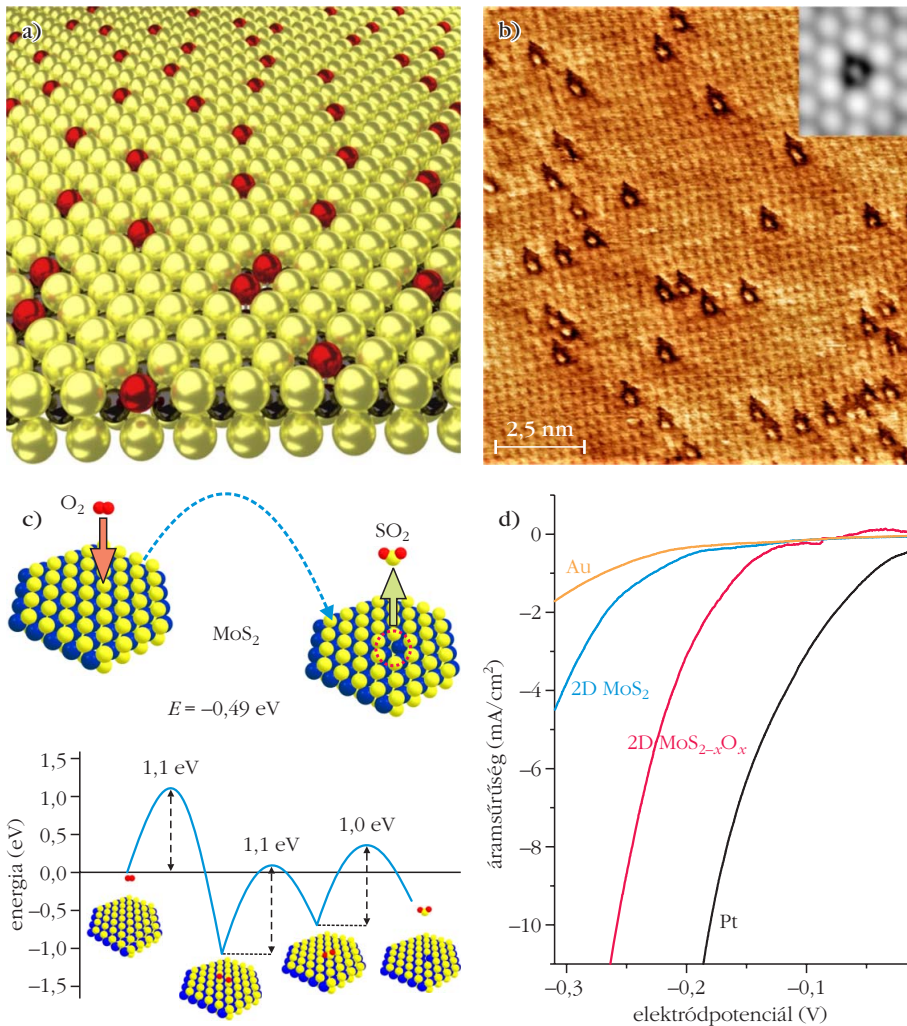 a)
b)
2,5 nm
c)
O₂
SO₂
MoS₂
E = –0,49 eV
energia (eV)
1,5
1,0
0,5
0,0
–0,5
–1,0
–1,5
1,1 eV
1,1 eV
1,0 eV
d)
áramsűrűség (mA/cm²)
0
–2
–4
–6
–8
–10
Au
2D MoS₂
2D MoS₂₋ₓOₓ
Pt
–0,3
–0,2
–0,1
elektródpotenciál (V)